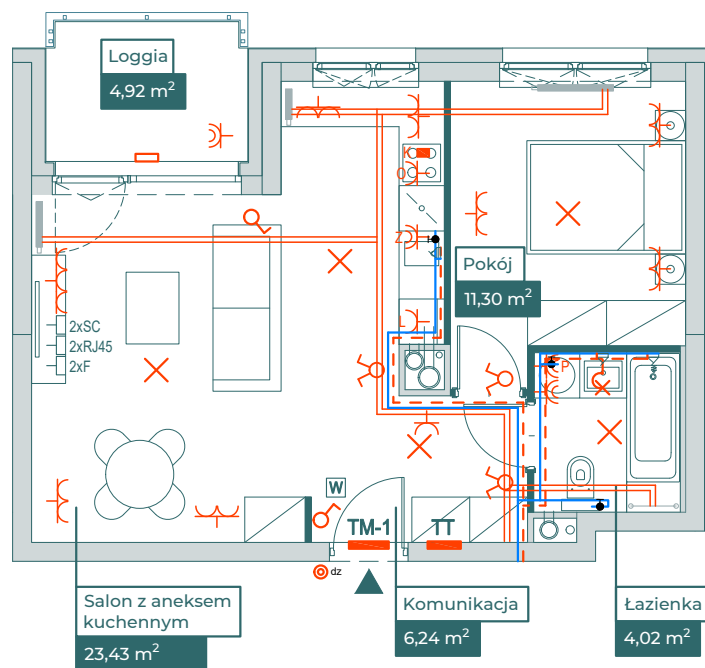 Loggia
4,92 m²
K
O
Z
L
Pokój
11,30 m²
2xSC
2xRJ45
2xF
P
W
TM-1
TT
dz
Salon z aneksem
kuchennym
23,43 m²
Komunikacja
6,24 m²
Łazienka
4,02 m²